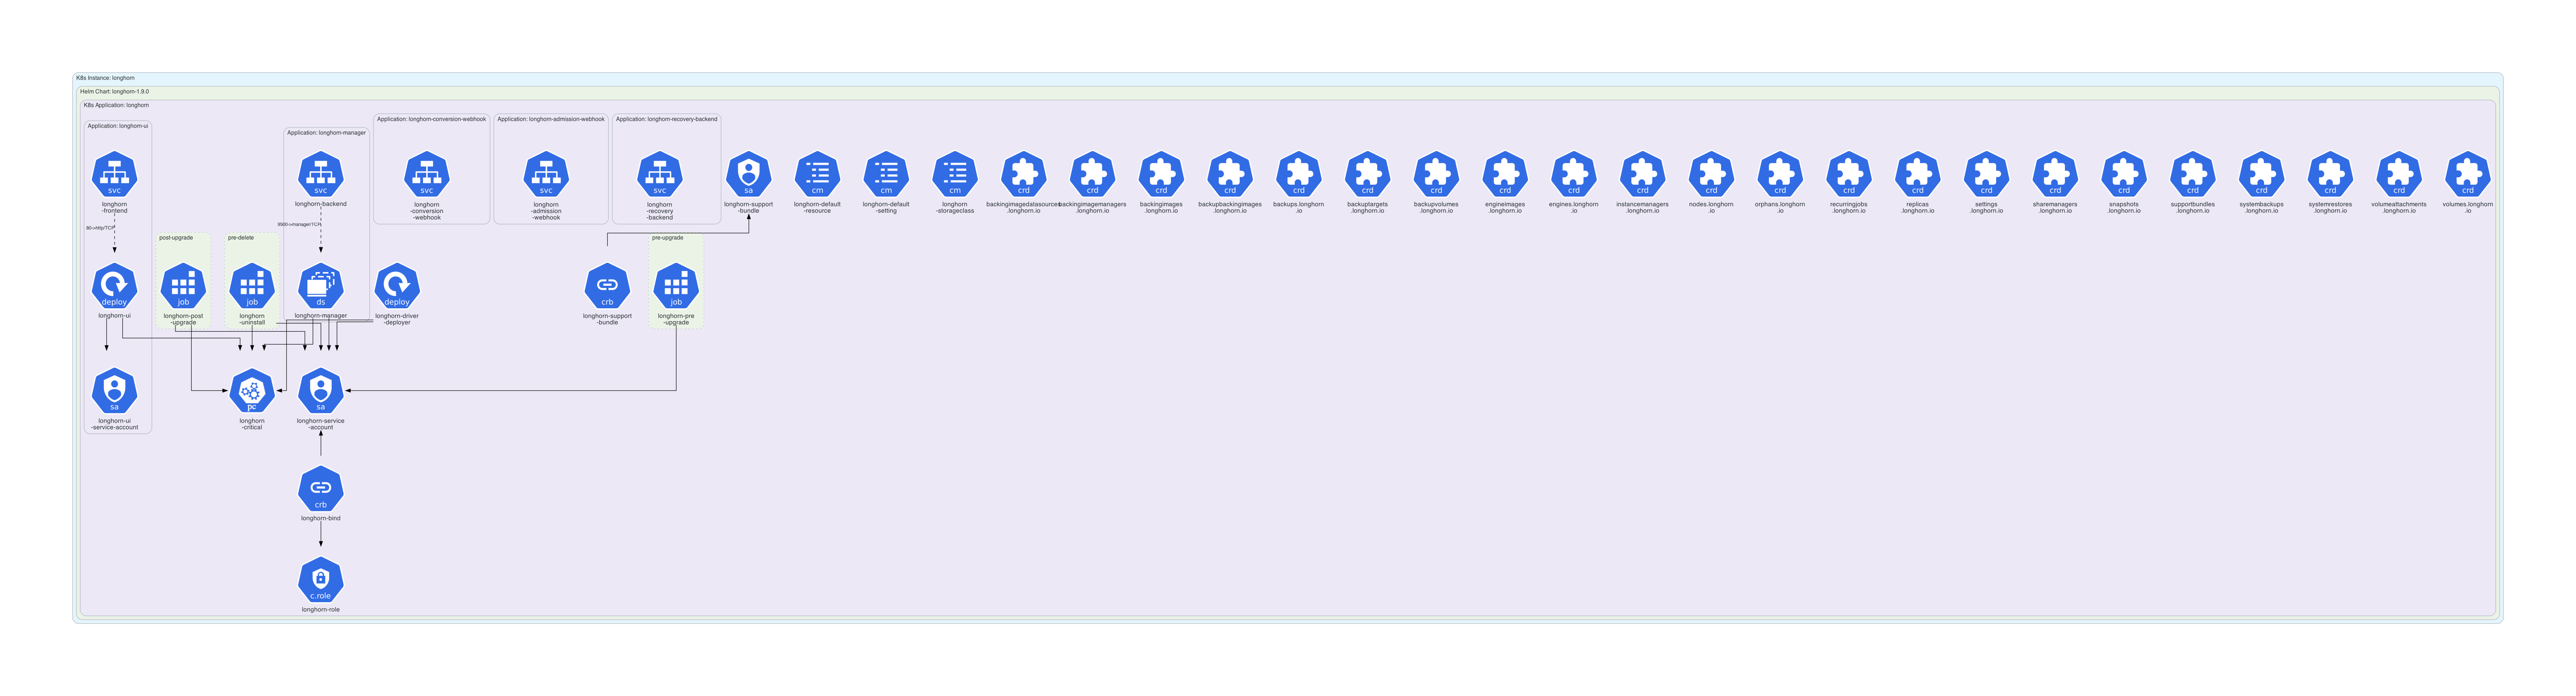 K8s Instance: longhorn
Helm Chart: longhorn-1.9.0
K8s Application: longhorn
Application: longhorn-ui
Application: longhorn-manager
Application: longhorn-conversion-webhook
Application: longhorn-admission-webhook
Application: longhorn-recovery-backend
svc
longhorn
-frontend
svc
longhorn-backend
svc
longhorn
-conversion
-webhook
svc
longhorn
-admission
-webhook
svc
longhorn
-recovery
-backend
sa
longhorn-support
-bundle
cm
longhorn-default
-resource
cm
longhorn-default
-setting
cm
longhorn
-storageclass
crd
backingimagedatasources
.longhorn.io
crd
backingimagemanagers
.longhorn.io
crd
backingimages
.longhorn.io
crd
backupbackingimages
.longhorn.io
crd
backups.longhorn
.io
crd
backuptargets
.longhorn.io
crd
backupvolumes
.longhorn.io
crd
engineimages
.longhorn.io
crd
engines.longhorn
.io
crd
instancemanagers
.longhorn.io
crd
nodes.longhorn
.io
crd
orphans.longhorn
.io
crd
recurringjobs
.longhorn.io
crd
replicas
.longhorn.io
crd
settings
.longhorn.io
crd
sharemanagers
.longhorn.io
crd
snapshots
.longhorn.io
crd
supportbundles
.longhorn.io
crd
systembackups
.longhorn.io
crd
systemrestores
.longhorn.io
crd
volumeattachments
.longhorn.io
crd
volumes.longhorn
.io
80->http/TCP
9500->manager/TCP
post-upgrade
pre-delete
pre-upgrade
deploy
longhorn-ui
job
longhorn-post
-upgrade
job
longhorn
-uninstall
ds
longhorn-manager
deploy
longhorn-driver
-deployer
crb
longhorn-support
-bundle
job
longhorn-pre
-upgrade
sa
longhorn-ui
-service-account
pc
longhorn
-critical
sa
longhorn-service
-account
crb
longhorn-bind
c.role
longhorn-role